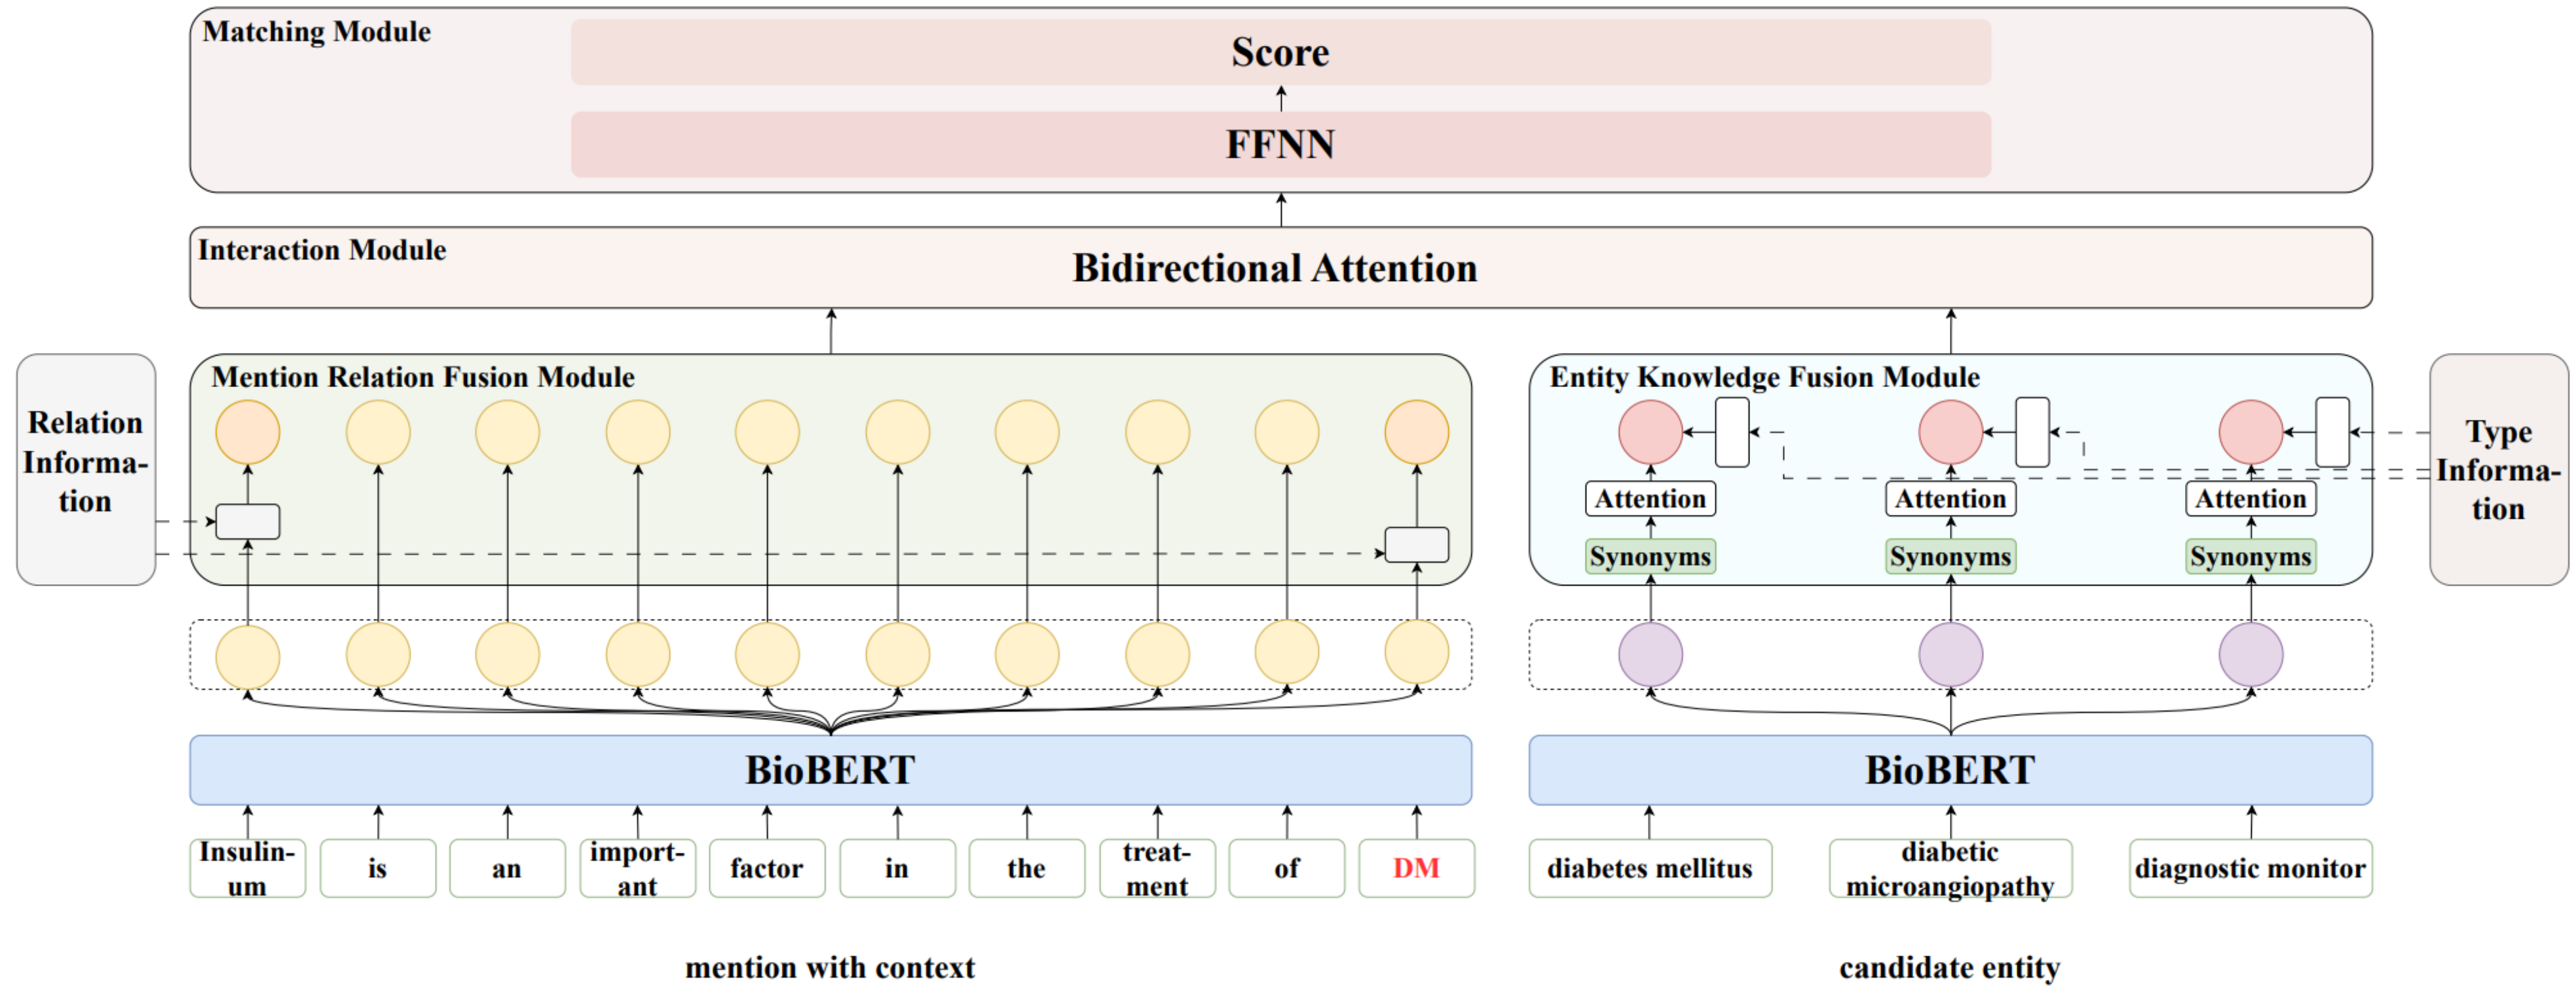 Matching Module
Score
FFNN
Interaction Module
Bidirectional Attention
Relation
Informa-
tion
Mention Relation Fusion Module
Entity Knowledge Fusion Module
Attention
Attention
Attention
Synonyms
Synonyms
Synonyms
Type
Informa-
tion
BioBERT
BioBERT
Insulin-
um
is
an
import-
ant
factor
in
the
treat-
ment
of
DM
diabetes mellitus
diabetic
microangiopathy
diagnostic monitor
mention with context
candidate entity